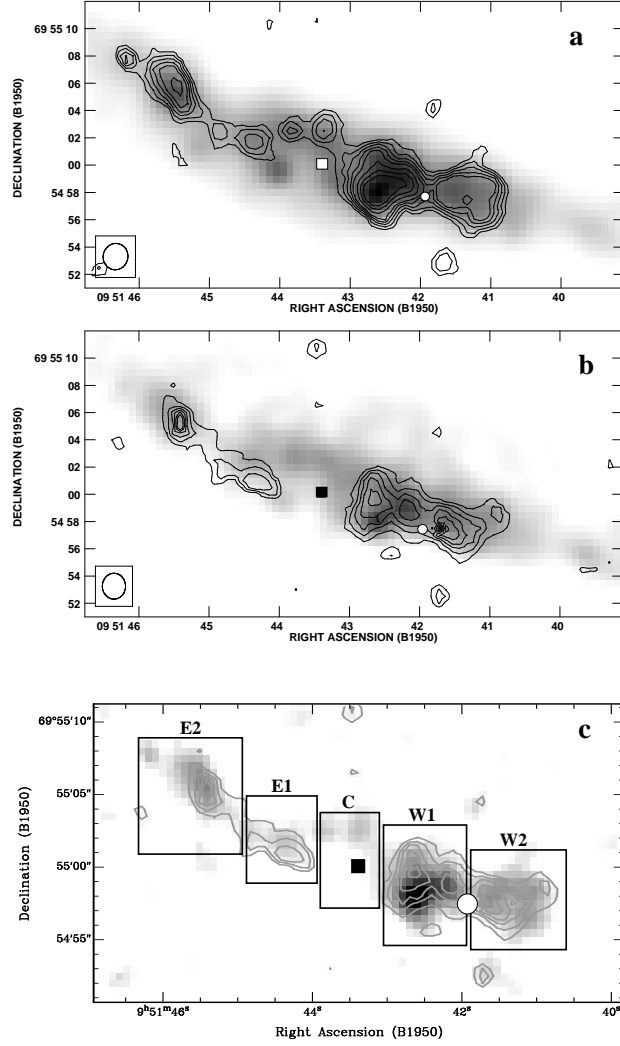 a
69 55 10
08
06
04
02
00
54 58
56
54
52
DECLINATION (B1950)
09 51 46
45
44
43
42
41
40
RIGHT ASCENSION (B1950)
b
69 55 10
08
06
04
02
00
54 58
56
54
52
DECLINATION (B1950)
09 51 46
45
44
43
42
41
40
RIGHT ASCENSION (B1950)
c
E2
E1
C
W1
W2
69°55'10"
55'05"
55'00"
54'55"
Declination (B1950)
9ʰ51ᵐ46ˢ
44ˢ
42ˢ
40ˢ
Right Ascension (B1950)